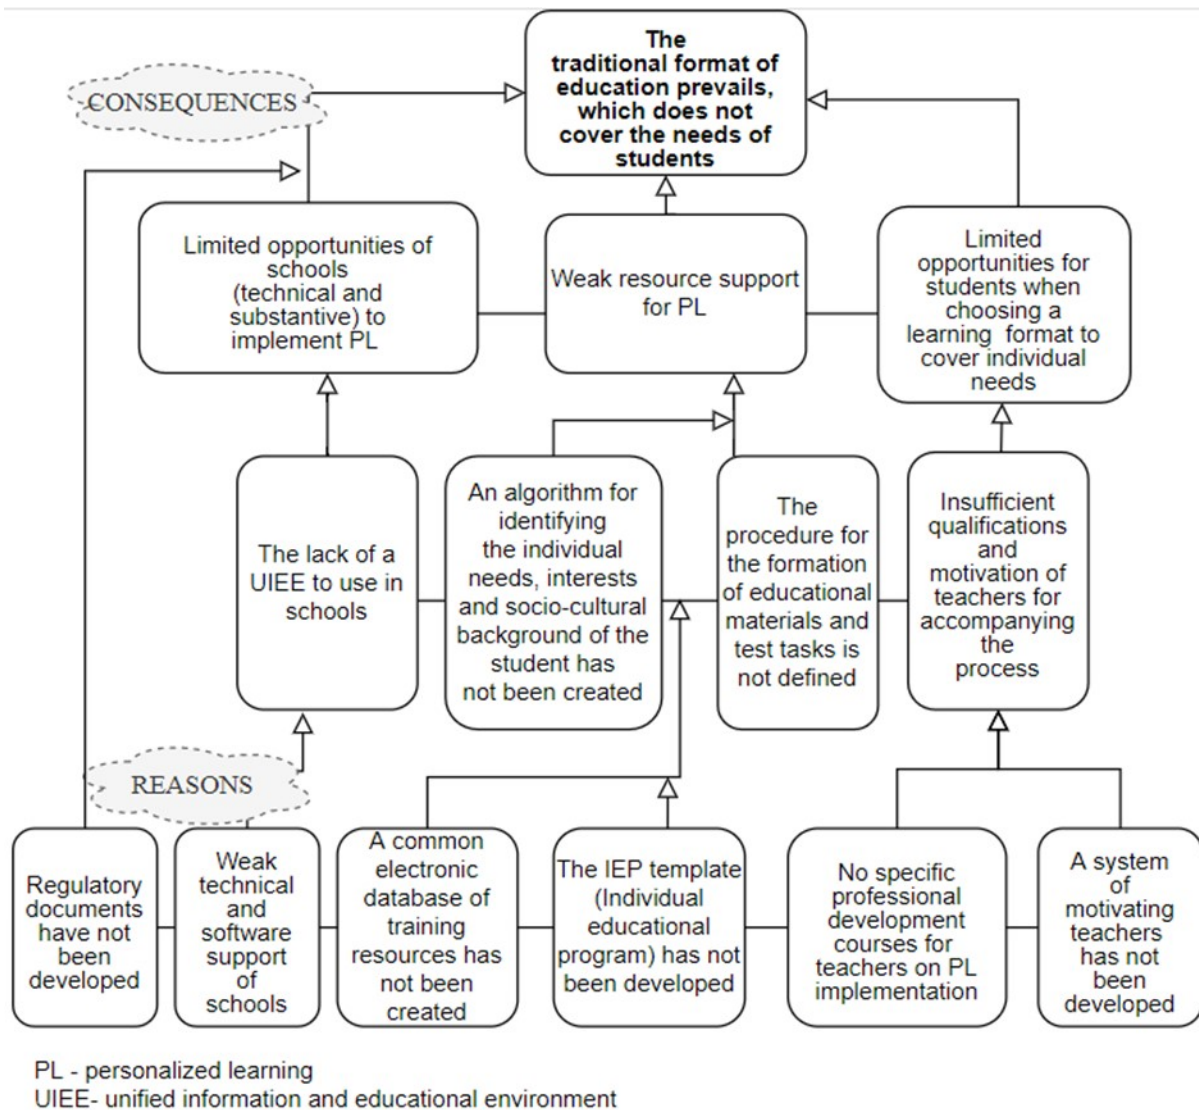 The
traditional format of
education prevails,
which does not
cover the needs of
students
CONSEQUENCES
Limited opportunities of
schools
(technical and
substantive) to
implement PL
Weak resource support
for PL
Limited
opportunities for
students when
choosing a
learning format to
cover individual
needs
The lack of a
UIEE to use in
schools
An algorithm for
identifying
the individual
needs, interests
and socio-cultural
background of the
student has
not been created
The
procedure for
the formation
of educational
materials and
test tasks is
not defined
Insufficient
qualifications
and
motivation of
teachers for
accompanying
the
process
REASONS
Regulatory
documents
have not
been
developed
Weak
technical
and
software
support
of
schools
A common
electronic
database of
training
resources has
not been
created
The IEP template
(Individual
educational
program) has not
been developed
No specific
professional
development
courses for
teachers on PL
implementation
A system
of
motivating
teachers
has not
been
developed
PL - personalized learning
UIEE- unified information and educational environment